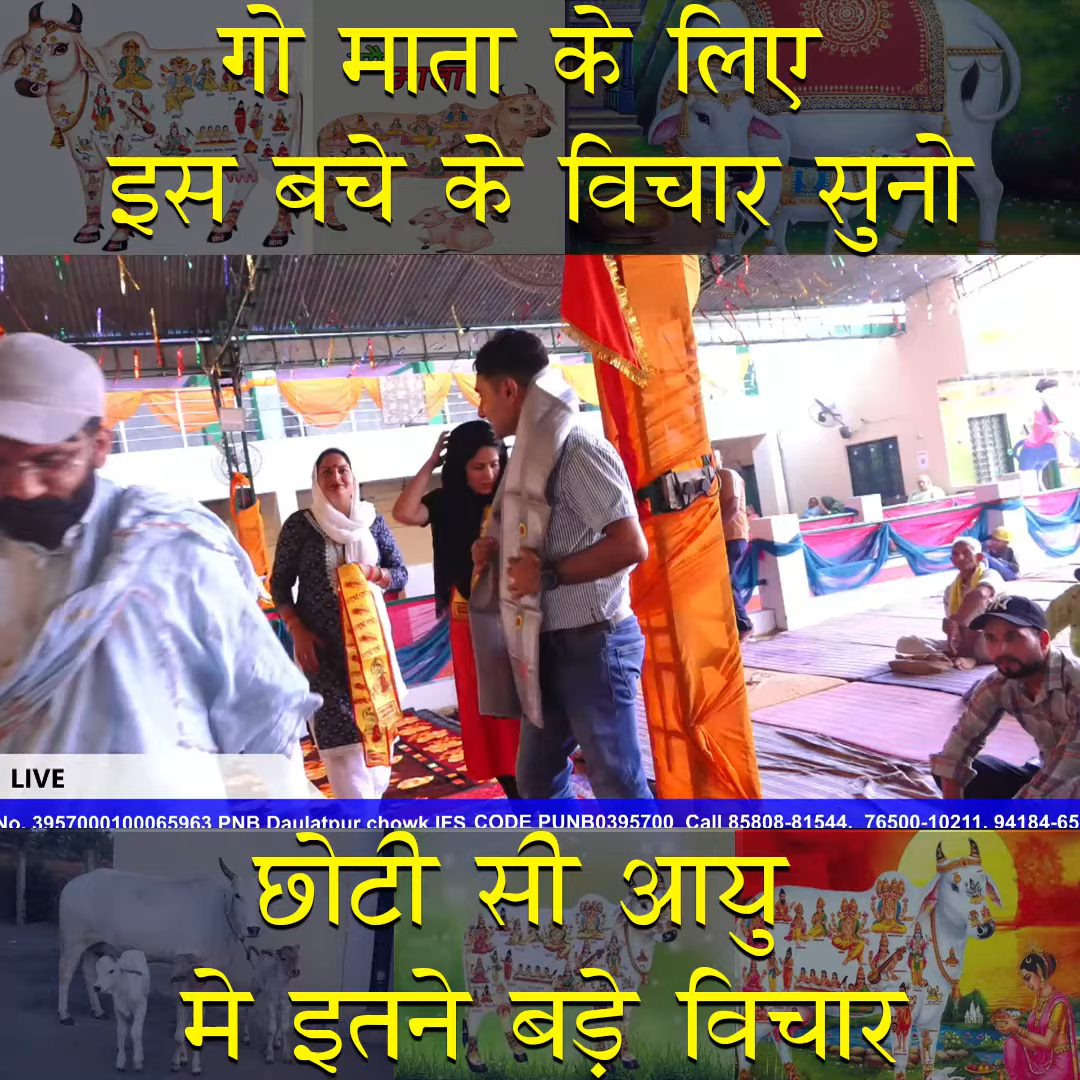 गो माता के लिए
माता
इस बचे के विचार सुनो
LIVE
No. 3957000100065963 PNB Daulatpur chowk IFS CODE PUNB0395700 Call 85808-81544, 76500-10211, 94184-65
छोटी सी आयु
मे इतने बड़े विचार